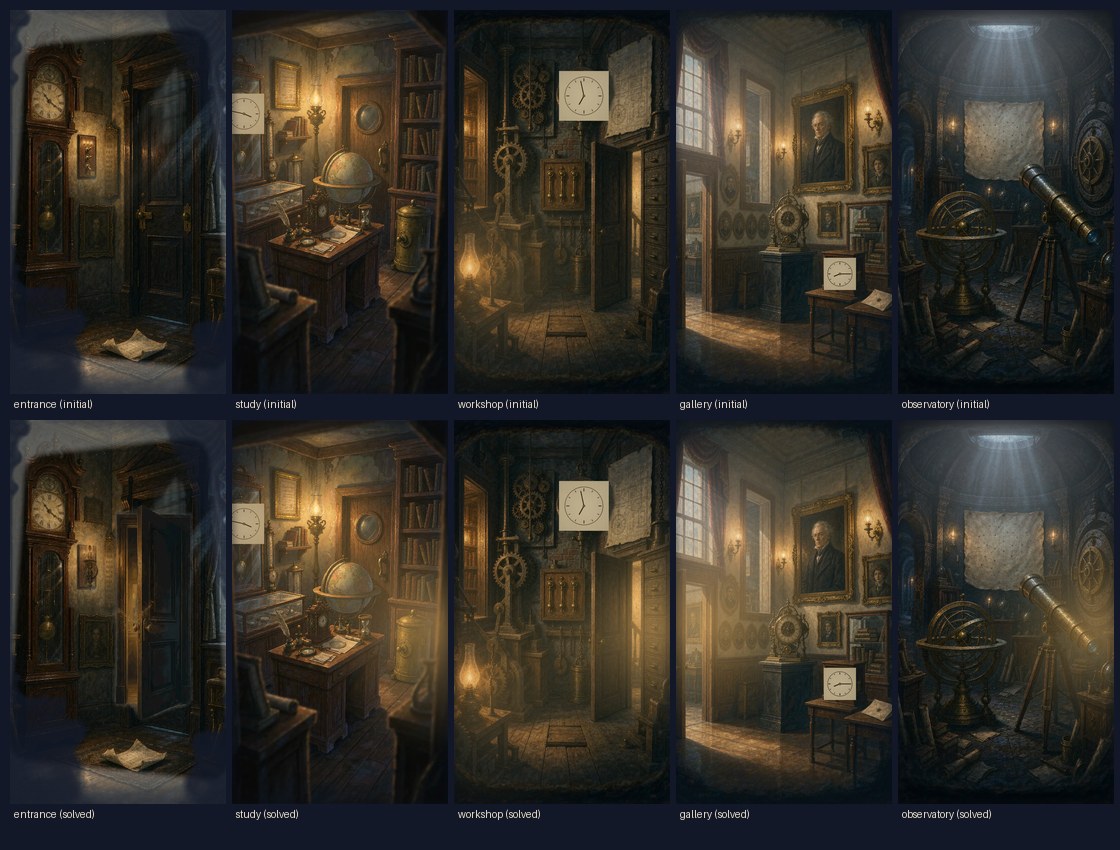 entrance (initial)
study (initial)
workshop (initial)
gallery (initial)
observatory (initial)
entrance (solved)
study (solved)
workshop (solved)
gallery (solved)
observatory (solved)